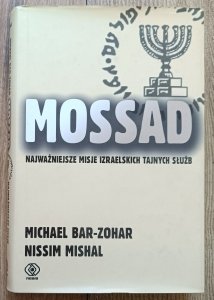 MOSSAD
NAJWAŻNIEJSZE MISJE IZRAELSKICH TAJNYCH SŁUŻB
MICHAEL BAR-ZOHAR
NISSIM MISHAL